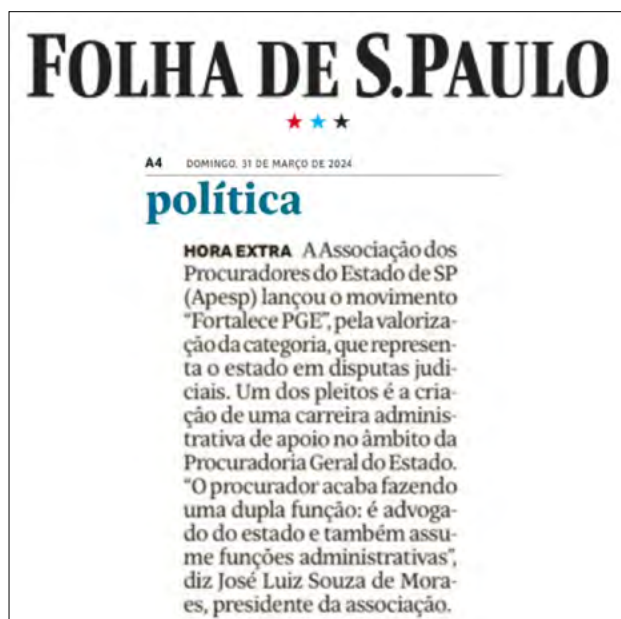 FOLHA DE S.PAULO
A4 DOMINGO, 31 DE MARÇO DE 2024
política
HORA EXTRA A Associação dos
Procuradores do Estado de SP
(Apesp) lançou o movimento
"Fortalece PGE", pela valoriza-
ção da categoria, que represen-
ta o estado em disputas judi-
ciais. Um dos pleitos é a cria-
ção de uma carreira adminis-
trativa de apoio no âmbito da
Procuradoria Geral do Estado.
"O procurador acaba fazendo
uma dupla função: é advoga-
do do estado e também assu-
me funções administrativas",
diz José Luiz Souza de Mora-
es, presidente da associação.